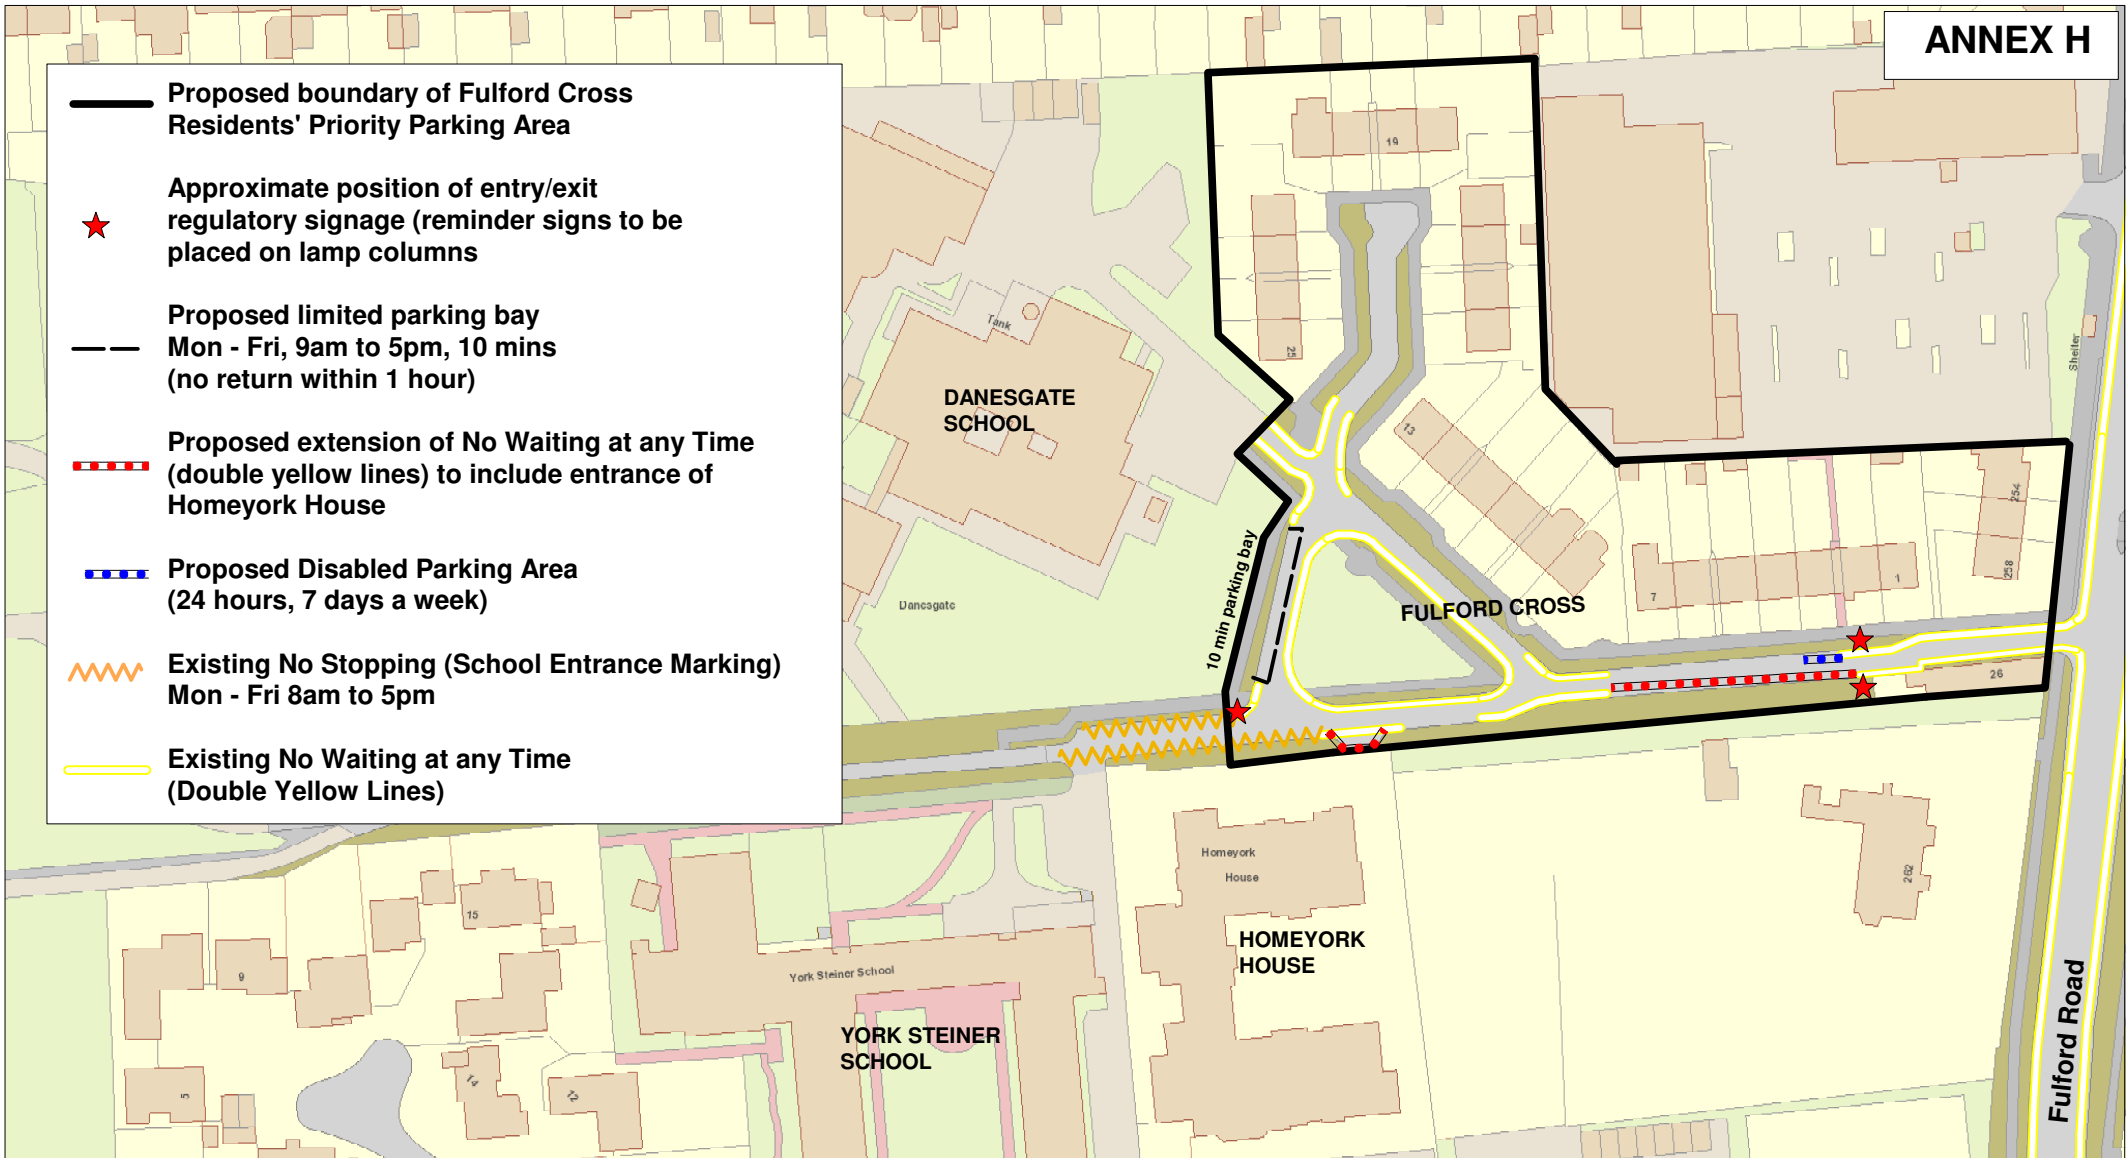 ANNEX H
Proposed boundary of Fulford Cross
Residents' Priority Parking Area
Approximate position of entry/exit
regulatory signage (reminder signs to be
placed on lamp columns
Proposed limited parking bay
Mon - Fri, 9am to 5pm, 10 mins
(no return within 1 hour)
Proposed extension of No Waiting at any Time
(double yellow lines) to include entrance of
Homeyork House
Proposed Disabled Parking Area
(24 hours, 7 days a week)
Existing No Stopping (School Entrance Marking)
Mon - Fri 8am to 5pm
Existing No Waiting at any Time
(Double Yellow Lines)
19
25
Tank
DANESGATE
SCHOOL
13
Shelter
254
258
10 min parking bay
Danesgate
FULFORD CROSS
7
1
26
Homeyork
House
262
HOMEYORK
HOUSE
15
9
York Steiner School
YORK STEINER
SCHOOL
14
12
5
Fulford Road